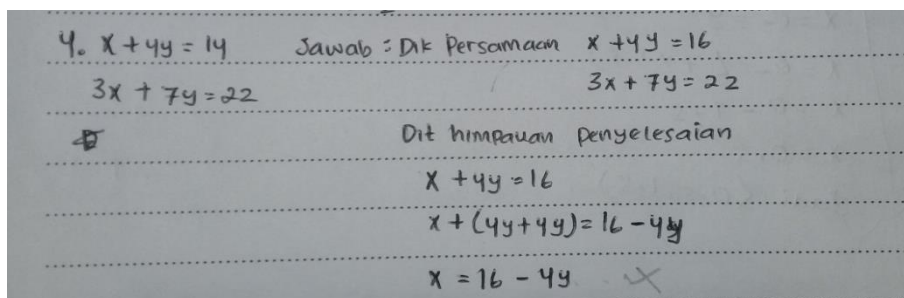 4. x + 4y = 14 Jawab : Dik Persamaan x + 4y = 16
3x + 7y = 22 3x + 7y = 22
Dit himpauan Penyelesaian
x + 4y = 16
x + (4y + 4y) = 16 - 4y
x = 16 - 4y